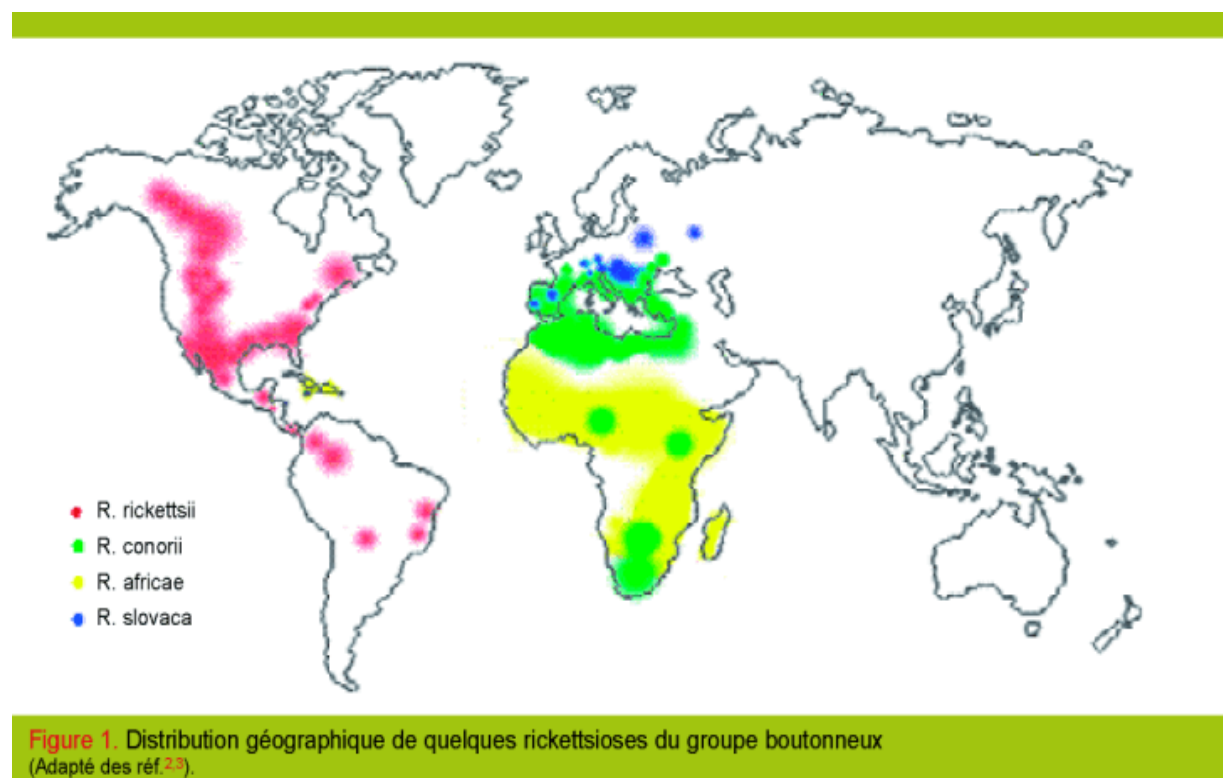 R. rickettsii
R. conorii
R. africae
R. slovaca
Figure 1. Distribution géographique de quelques rickettsioses du groupe boutonneux
(Adapté des réf.2,3).